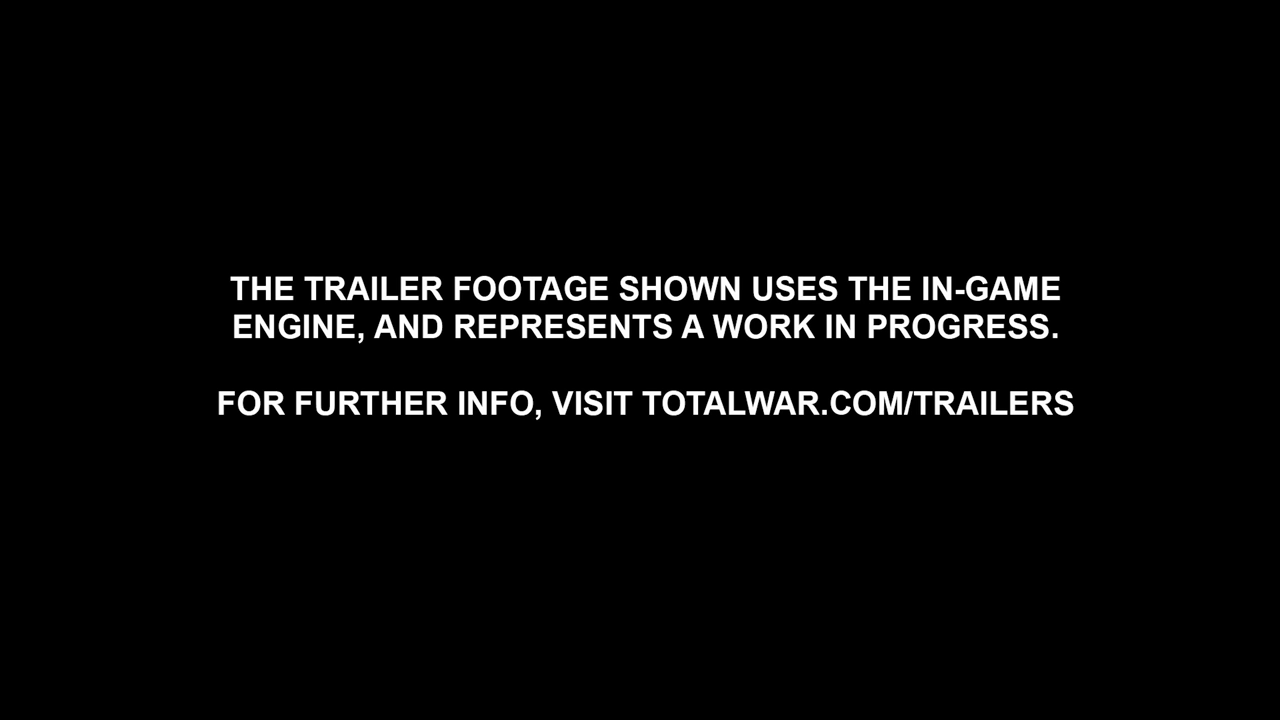 THE TRAILER FOOTAGE SHOWN USES THE IN-GAME
ENGINE, AND REPRESENTS A WORK IN PROGRESS.
FOR FURTHER INFO, VISIT TOTALWAR.COM/TRAILERS